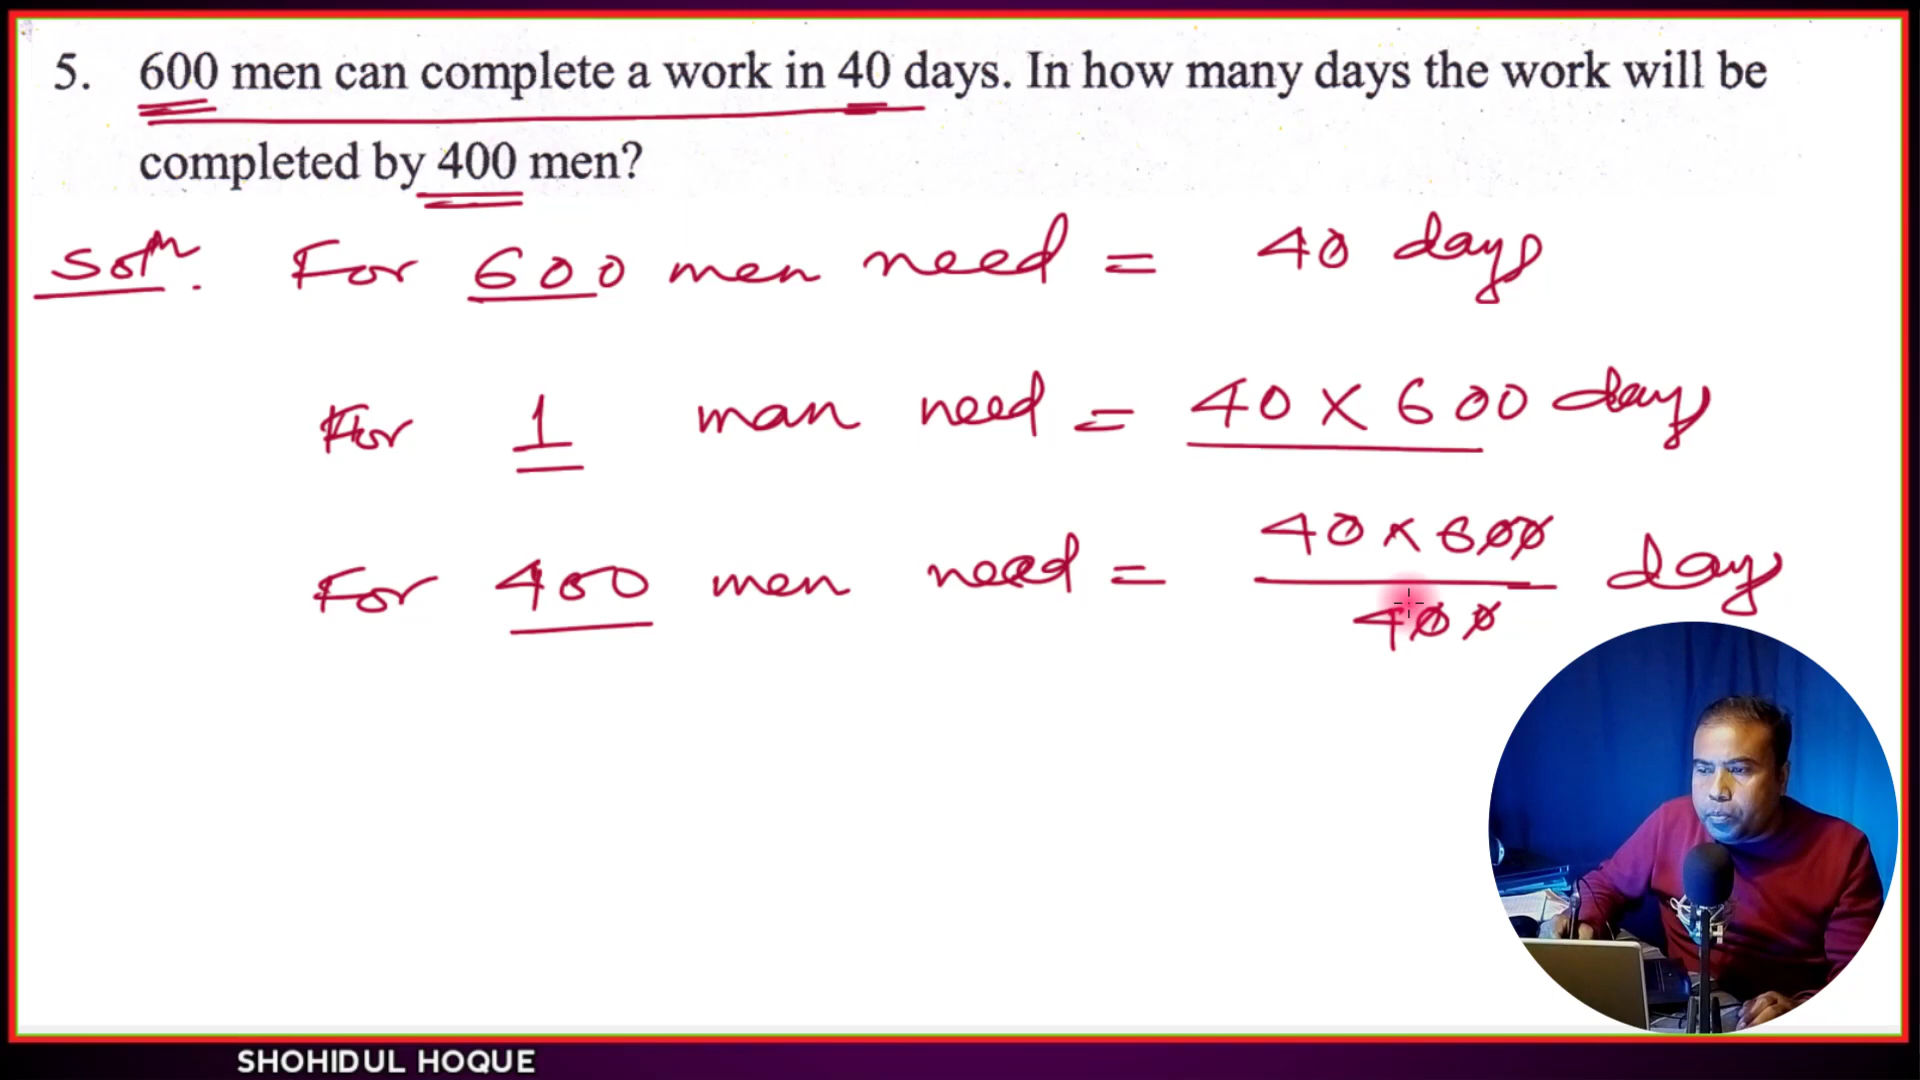 5. 600 men can complete a work in 40 days. In how many days the work will be
completed by 400 men?
Soln. For 600 men need = 40 days
For 1 man need = 40 x 600 days
For 400 men need = 40 x 600 / 400 days
SHOHIDUL HOQUE